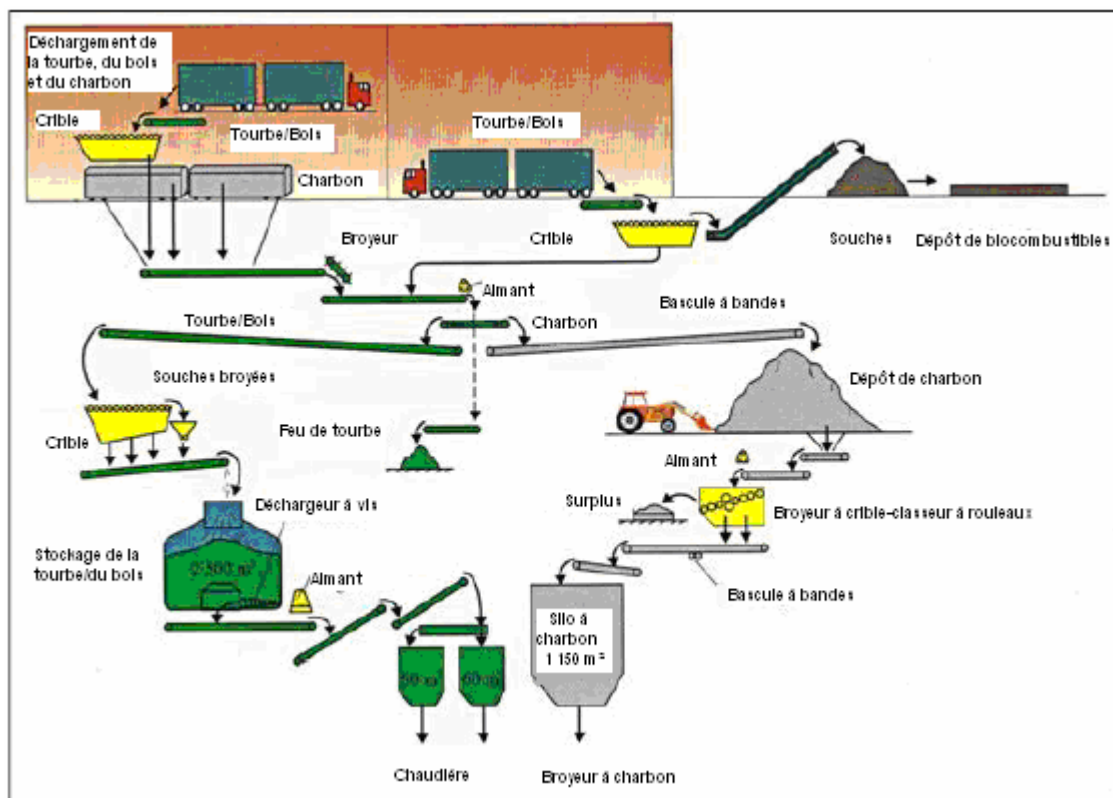 Déchargement de
la tourbe, du bois
et du charbon
Crible
Tourbe/Bois
Tourbe/Bois
Charbon
Broyeur
Crible
Souches
Dépôt de biocombustibles
Aimant
Bascule à bandes
Tourbe/Bois
Charbon
Souches broyées
Dépôt de charbon
Crible
Feu de tourbe
Aimant
Déchargeur à vis
Surplus
Broyeur à crible-classeur à rouleaux
Stockage de la
tourbe/du bois
Aimant
Bascule à bandes
Silo à
charbon
1 150 m³
Chaudière
Broyeur à charbon